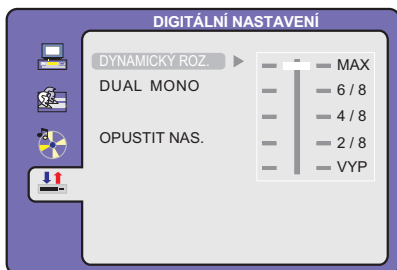 DIGITÁLNÍ NASTAVENÍ
DYNAMICKÝ ROZ.
DUAL MONO
OPUSTIT NAS.
MAX
6 / 8
4 / 8
2 / 8
VYP